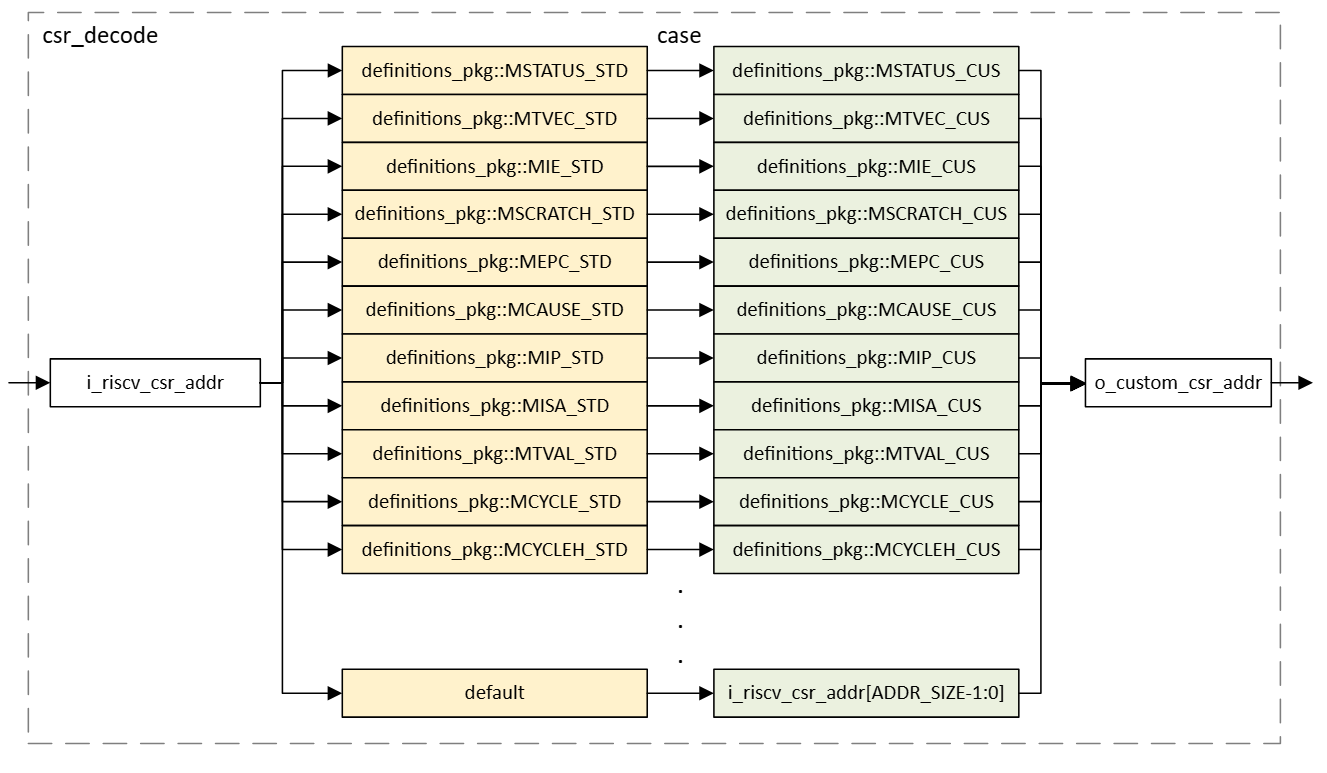 csr_decode
case
definitions_pkg::MSTATUS_STD
definitions_pkg::MSTATUS_CUS
definitions_pkg::MTVEC_STD
definitions_pkg::MTVEC_CUS
definitions_pkg::MIE_STD
definitions_pkg::MIE_CUS
definitions_pkg::MSCRATCH_STD
definitions_pkg::MSCRATCH_CUS
definitions_pkg::MEPC_STD
definitions_pkg::MEPC_CUS
definitions_pkg::MCAUSE_STD
definitions_pkg::MCAUSE_CUS
definitions_pkg::MIP_STD
definitions_pkg::MIP_CUS
i_riscv_csr_addr
o_custom_csr_addr
definitions_pkg::MISA_STD
definitions_pkg::MISA_CUS
definitions_pkg::MTVAL_STD
definitions_pkg::MTVAL_CUS
definitions_pkg::MCYCLE_STD
definitions_pkg::MCYCLE_CUS
definitions_pkg::MCYCLEH_STD
definitions_pkg::MCYCLEH_CUS
.
.
.
default
i_riscv_csr_addr[ADDR_SIZE-1:0]